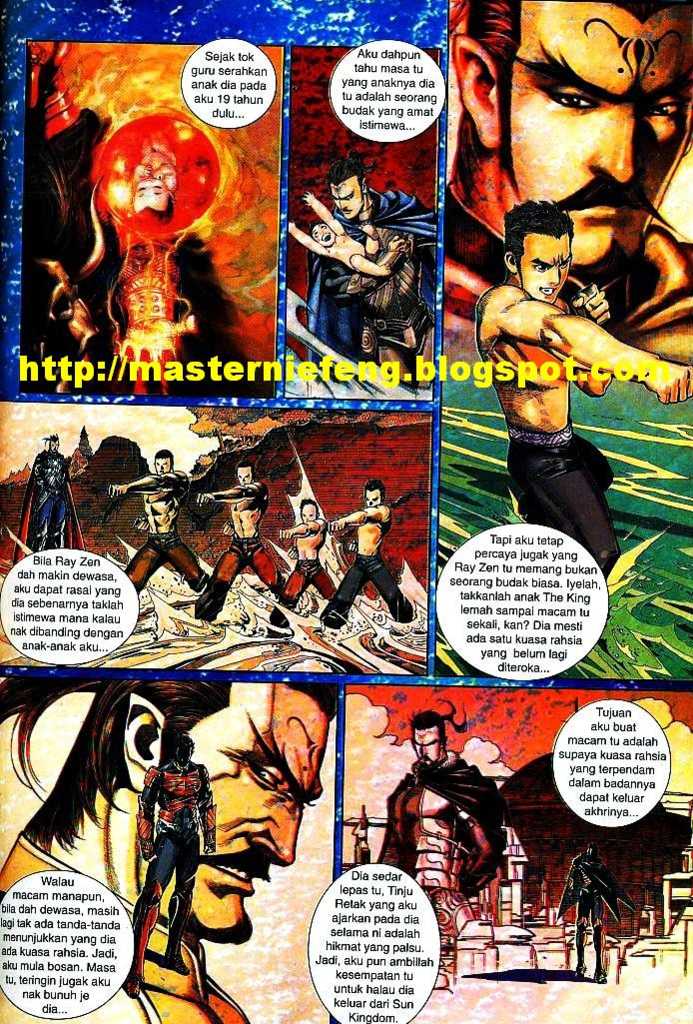 Sejak tok
guru serahkan
anak dia pada
aku 19 tahun
dulu...
Aku dahpun
tahu masa tu
yang anaknya dia
tu adalah seorang
budak yang amat
istimewa...
http://masterniefeng.blogspot.com
Bila Ray Zen
dah makin dewasa,
aku dapat rasai yang
dia sebenarnya taklah
istimewa mana kalau
nak dibanding dengan
anak-anak aku...
Tapi aku tetap
percaya jugak yang
Ray Zen tu memang bukan
seorang budak biasa. Iyelah,
takkanlah anak The King
lemah sampai macam tu
sekali, kan? Dia mesti
ada satu kuasa rahsia
yang belum lagi
diteroka...
Walau
macam manapun,
bila dah dewasa, masih
lagi tak ada tanda-tanda
menunjukkan yang dia
ada kuasa rahsia. Jadi,
aku mula bosan. Masa
tu, teringin jugak aku
nak bunuh je
dia...
Dia sedar
lepas tu, Tinju
Retak yang aku
ajarkan pada dia
selama ni adalah
hikmat yang palsu.
Jadi, aku pun ambillah
kesempatan tu
untuk halau dia
keluar dari Sun
Kingdom.
Tujuan
aku buat
macam tu adalah
supaya kuasa rahsia
yang terpendam
dalam badannya
dapat keluar
akhrinya...